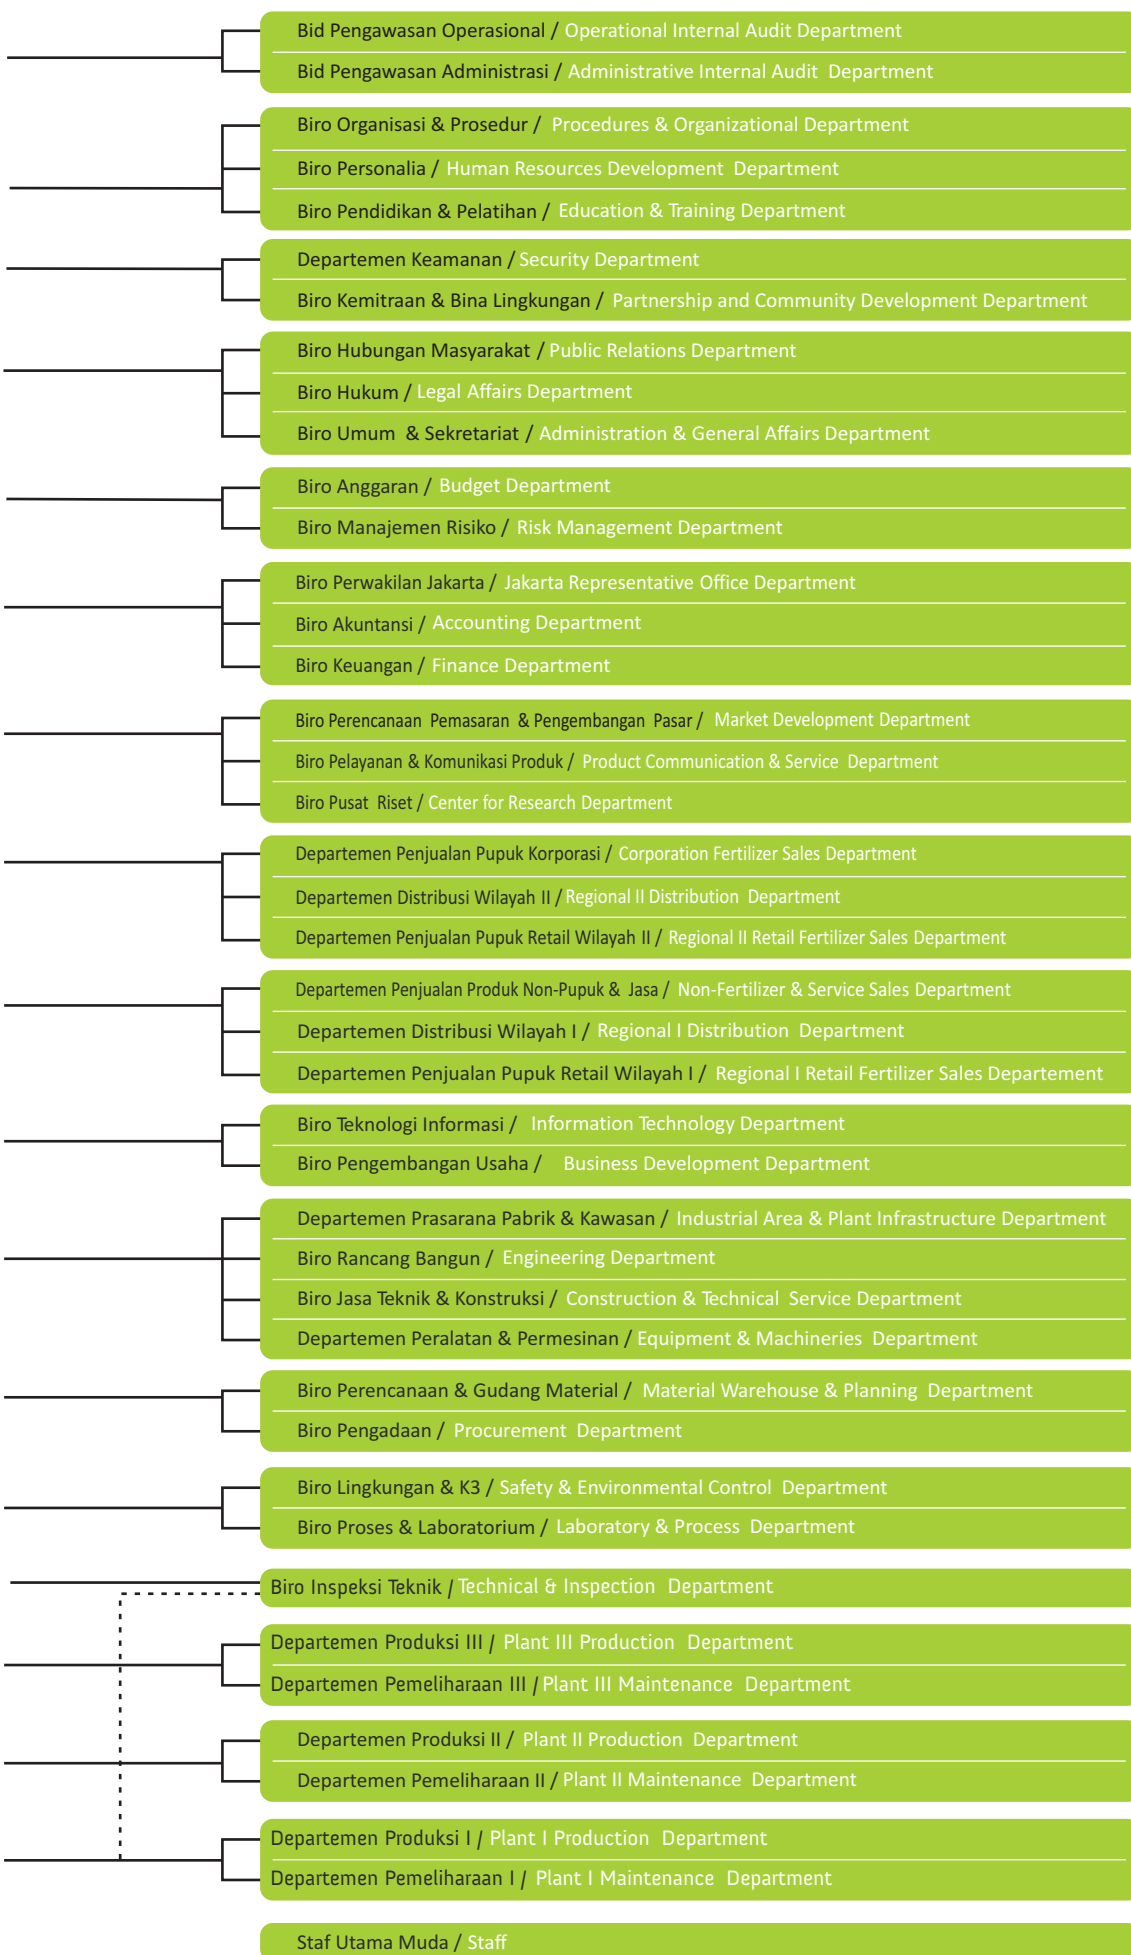 Bid Pengawasan Operasional / Operational Internal Audit Department
Bid Pengawasan Administrasi / Administrative Internal Audit Department
Biro Organisasi & Prosedur / Procedures & Organizational Department
Biro Personalia / Human Resources Development Department
Biro Pendidikan & Pelatihan / Education & Training Department
Departemen Keamanan / Security Department
Biro Kemitraan & Bina Lingkungan / Partnership and Community Development Department
Biro Hubungan Masyarakat / Public Relations Department
Biro Hukum / Legal Affairs Department
Biro Umum & Sekretariat / Administration & General Affairs Department
Biro Anggaran / Budget Department
Biro Manajemen Risiko / Risk Management Department
Biro Perwakilan Jakarta / Jakarta Representative Office Department
Biro Akuntansi / Accounting Department
Biro Keuangan / Finance Department
Biro Perencanaan Pemasaran & Pengembangan Pasar / Market Development Department
Biro Pelayanan & Komunikasi Produk / Product Communication & Service Department
Biro Pusat Riset / Center for Research Department
Departemen Penjualan Pupuk Korporasi / Corporation Fertilizer Sales Department
Departemen Distribusi Wilayah II / Regional II Distribution Department
Departemen Penjualan Pupuk Retail Wilayah II / Regional II Retail Fertilizer Sales Department
Departemen Penjualan Produk Non-Pupuk & Jasa / Non-Fertilizer & Service Sales Department
Departemen Distribusi Wilayah I / Regional I Distribution Department
Departemen Penjualan Pupuk Retail Wilayah I / Regional I Retail Fertilizer Sales Departement
Biro Teknologi Informasi / Information Technology Department
Biro Pengembangan Usaha / Business Development Department
Departemen Prasarana Pabrik & Kawasan / Industrial Area & Plant Infrastructure Department
Biro Rancang Bangun / Engineering Department
Biro Jasa Teknik & Konstruksi / Construction & Technical Service Department
Departemen Peralatan & Permesinan / Equipment & Machineries Department
Biro Perencanaan & Gudang Material / Material Warehouse & Planning Department
Biro Pengadaan / Procurement Department
Biro Lingkungan & K3 / Safety & Environmental Control Department
Biro Proses & Laboratorium / Laboratory & Process Department
Biro Inspeksi Teknik / Technical & Inspection Department
Departemen Produksi III / Plant III Production Department
Departemen Pemeliharaan III / Plant III Maintenance Department
Departemen Produksi II / Plant II Production Department
Departemen Pemeliharaan II / Plant II Maintenance Department
Departemen Produksi I / Plant I Production Department
Departemen Pemeliharaan I / Plant I Maintenance Department
Staf Utama Muda / Staff